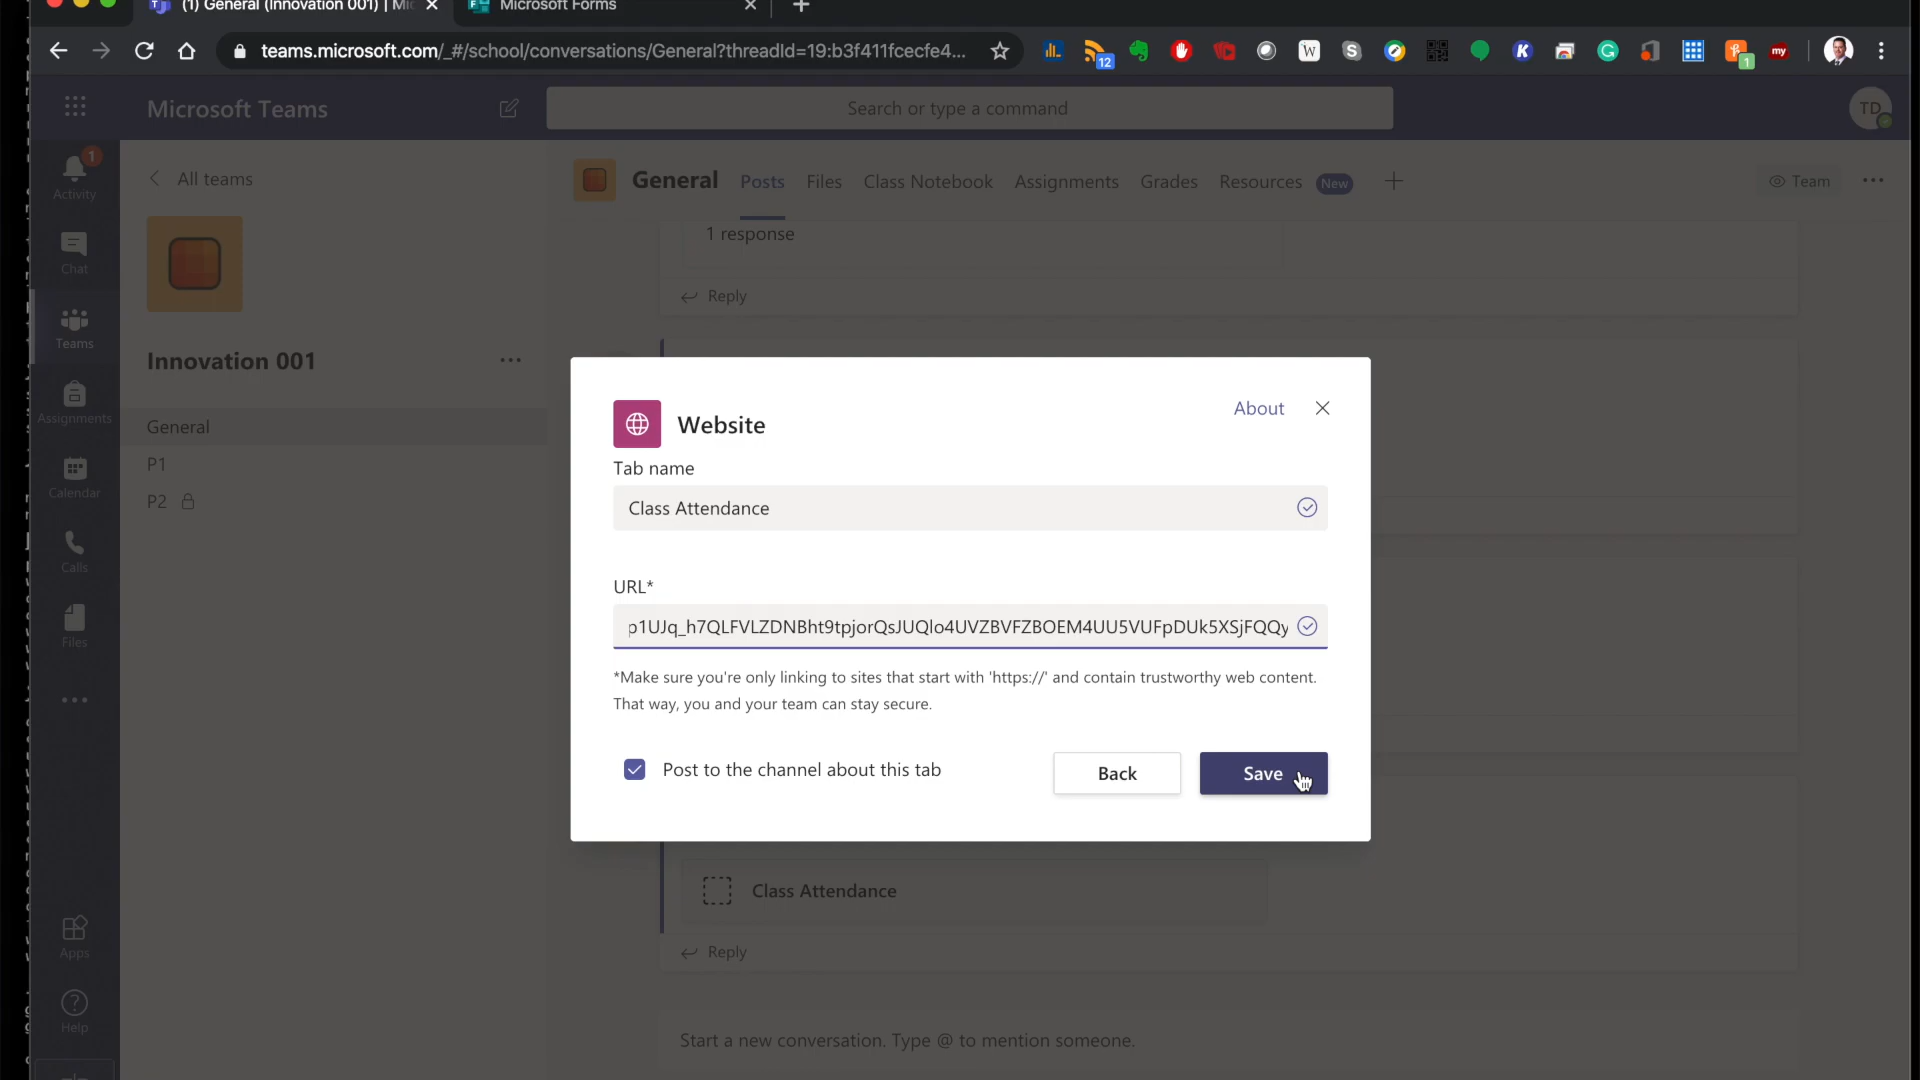 (1) General (Innovation 001) | Mi
Microsoft Forms
teams.microsoft.com/_#/school/conversations/General?threadId=19:b3f411fcecfe4...
12
W
S
K
G
1
my
Microsoft Teams
Search or type a command
TD
1
Activity
Chat
Teams
Assignments
Calendar
Calls
Files
Apps
Help
All teams
Innovation 001
General
P1
P2
General
Posts
Files
Class Notebook
Assignments
Grades
Resources
New
Team
1 response
Reply
Website
About
Tab name
Class Attendance
URL*
p1UJq_h7QLFVLZDNBht9tpjorQsJUQlo4UVZBVFZBOEM4UU5VUFpDUk5XSjFQQy
*Make sure you're only linking to sites that start with 'https://' and contain trustworthy web content.
That way, you and your team can stay secure.
Post to the channel about this tab
Back
Save
Class Attendance
Reply
Start a new conversation. Type @ to mention someone.